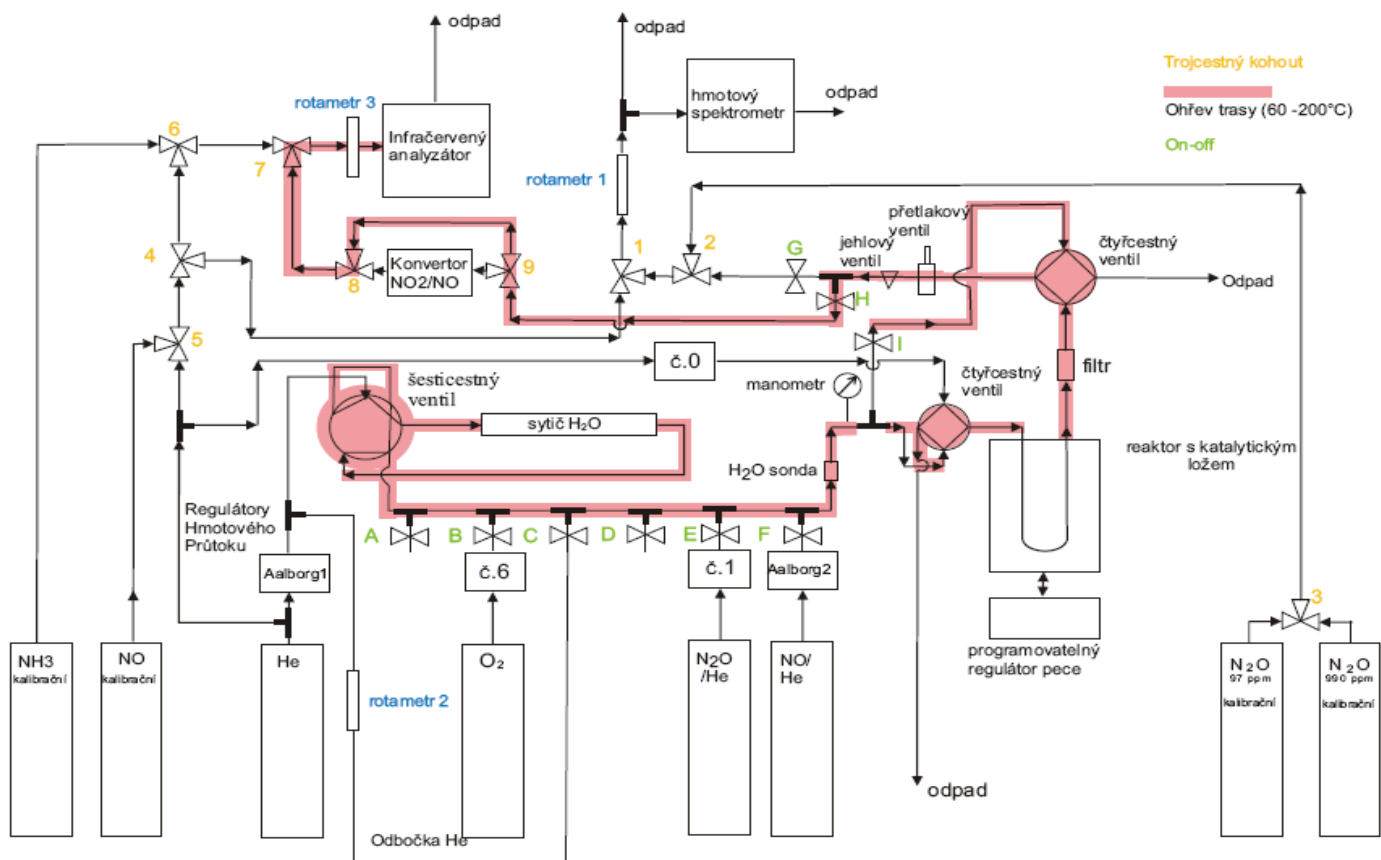 odpad
odpad
Trojcestný kohout
rotametr 3
hmotový
spektrometr
odpad
Ohřev trasy (60 -200°C)
6
Infračervený
analyzátor
On-off
7
rotametr 1
přetlakový
ventil
4
1
2
G
jehlový
ventil
čtyřcestný
ventil
Konvertor
NO2/NO
9
8
Odpad
H
5
I
č.0
šesticestný
ventil
manometr
čtyřcestný
ventil
filtr
sytič H₂O
reaktor s katalytickým
ložem
H₂O sonda
Regulátory
Hmotového
Průtoku
A
B
C
D
E
F
Aalborg1
č.6
č.1
Aalborg2
3
programovatelný
regulátor pece
NH3
kalibrační
NO
kalibrační
He
O₂
N₂O
/He
NO/
He
N₂O
97 ppm
kalibrační
N₂O
990 ppm
kalibrační
rotametr 2
odpad
Odbočka He